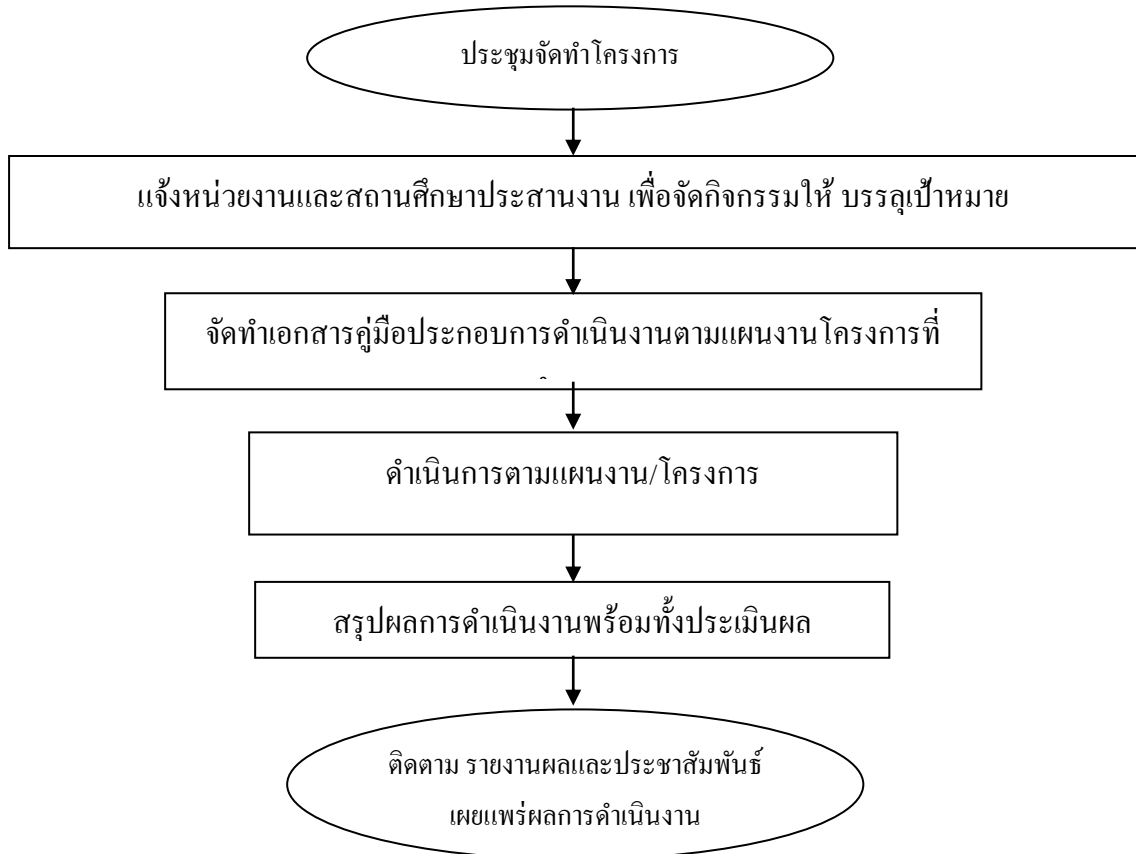 ประชุมจัดทำโครงการ
แจ้งหน่วยงานและสถานศึกษาประสานงาน เพื่อจัดกิจกรรมให้ บรรลุเป้าหมาย
จัดทำเอกสารคู่มือประกอบการดำเนินงานตามแผนงานโครงการที่
ดำเนินการตามแผนงาน/โครงการ
สรุปผลการดำเนินงานพร้อมทั้งประเมินผล
ติดตาม รายงานผลและประชาสัมพันธ์
เผยแพร่ผลการดำเนินงาน